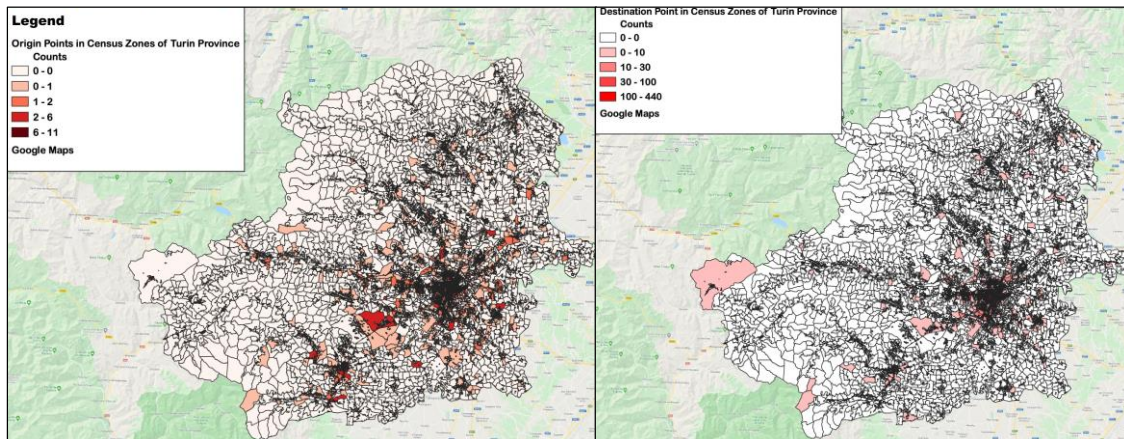 Legend
Origin Points in Census Zones of Turin Province
Counts
0 - 0
0 - 1
1 - 2
2 - 6
6 - 11
Google Maps
Destination Point in Census Zones of Turin Province
Counts
0 - 0
0 - 10
10 - 30
30 - 100
100 - 440
Google Maps